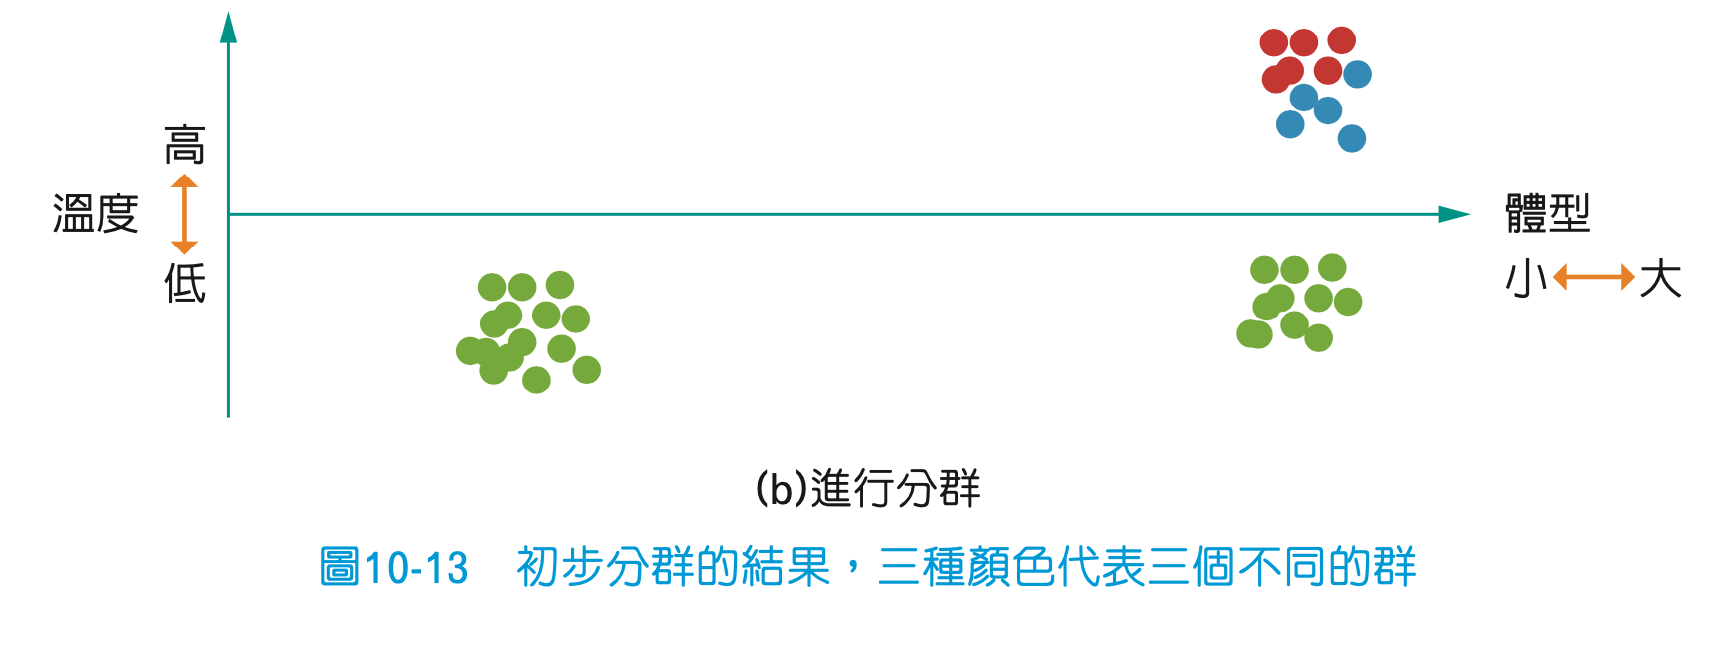 高
溫度
低
體型
小
大
(b)進行分群
圖10-13 初步分群的結果，三種顏色代表三個不同的群